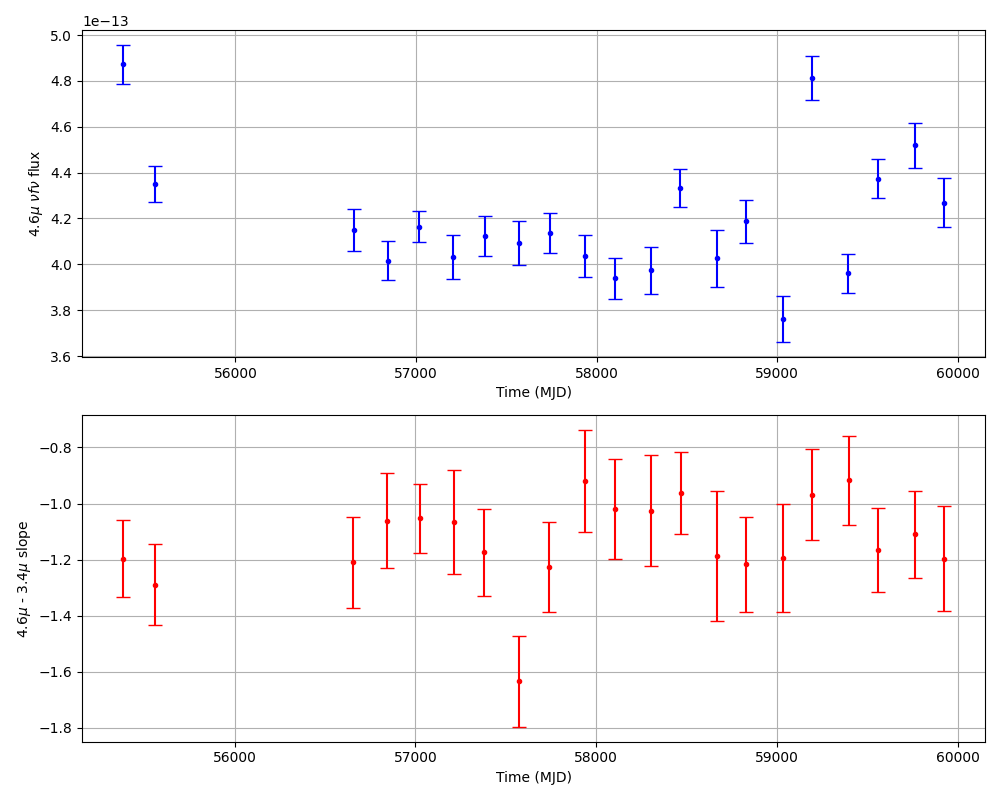 1e−13
5.0
4.8
4.6
4.4
4.2
4.0
3.8
3.6
4.6μ νfν flux
56000 57000 58000 59000 60000
Time (MJD)
−0.8
−1.0
−1.2
−1.4
−1.6
−1.8
4.6μ - 3.4μ slope
56000 57000 58000 59000 60000
Time (MJD)